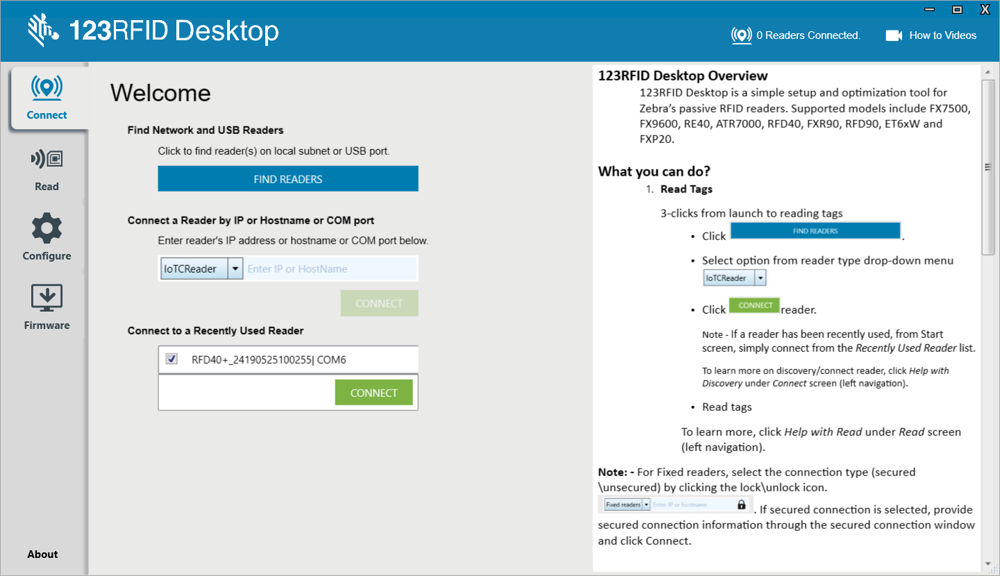 123RFID Desktop
0 Readers Connected.
How to Videos
Connect
Read
Configure
Firmware
About
Welcome
Find Network and USB Readers
Click to find reader(s) on local subnet or USB port.
FIND READERS
Connect a Reader by IP or Hostname or COM port
Enter reader's IP address or hostname or COM port below.
IoTCReader Enter IP or HostName
CONNECT
Connect to a Recently Used Reader
RFD40+_24190525100255| COM6
CONNECT
123RFID Desktop Overview
123RFID Desktop is a simple setup and optimization tool for
Zebra’s passive RFID readers. Supported models include FX7500,
FX9600, RE40, ATR7000, RFD40, FXR90, RFD90, ET6xW and
FXP20.
What you can do?
1. Read Tags
3-clicks from launch to reading tags
• Click FIND READERS .
• Select option from reader type drop-down menu
IoTCReader
• Click CONNECT reader.
Note - If a reader has been recently used, from Start
screen, simply connect from the Recently Used Reader list.
To learn more on discovery/connect reader, click Help with
Discovery under Connect screen (left navigation).
• Read tags
To learn more, click Help with Read under Read screen
(left navigation).
Note: - For Fixed readers, select the connection type (secured
\unsecured) by clicking the lock\unlock icon.
Fixed readers Enter IP or hostname . If secured connection is selected, provide
secured connection information through the secured connection window
and click Connect.